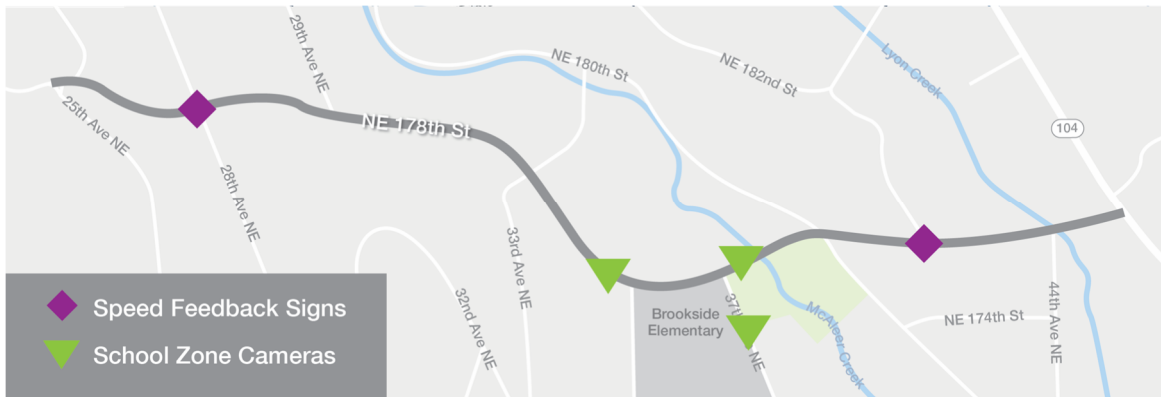 29th Ave NE
NE 180th St
NE 182nd St
Lyon Creek
25th Ave NE
NE 178th St
104
28th Ave NE
33rd Ave NE
32nd Ave NE
37th
NE
Brookside
Elementary
McAleer Creek
NE 174th St
44th Ave NE
Speed Feedback Signs
School Zone Cameras